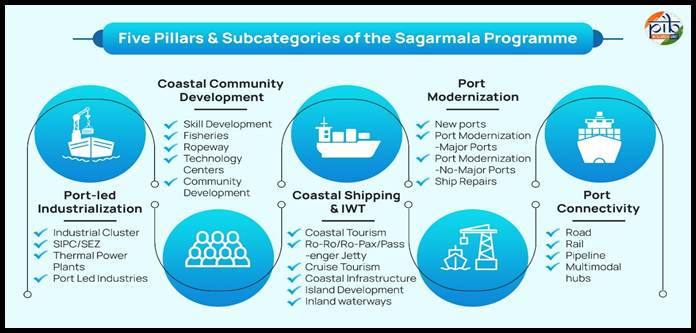 Five Pillars & Subcategories of the Sagarmala Programme
pib
Coastal Community
Development
Skill Development
Fisheries
Ropeway
Technology
Centers
Community
Development
Port
Modernization
New ports
Port Modernization
-Major Ports
Port Modernization
-No-Major Ports
Ship Repairs
Port-led
Industrialization
Industrial Cluster
SIPC/SEZ
Thermal Power
Plants
Port Led Industries
Coastal Shipping
& IWT
Coastal Tourism
Ro-Ro/Ro-Pax/Pass
-enger Jetty
Cruise Tourism
Coastal Infrastructure
Island Development
Inland waterways
Port
Connectivity
Road
Rail
Pipeline
Multimodal
hubs